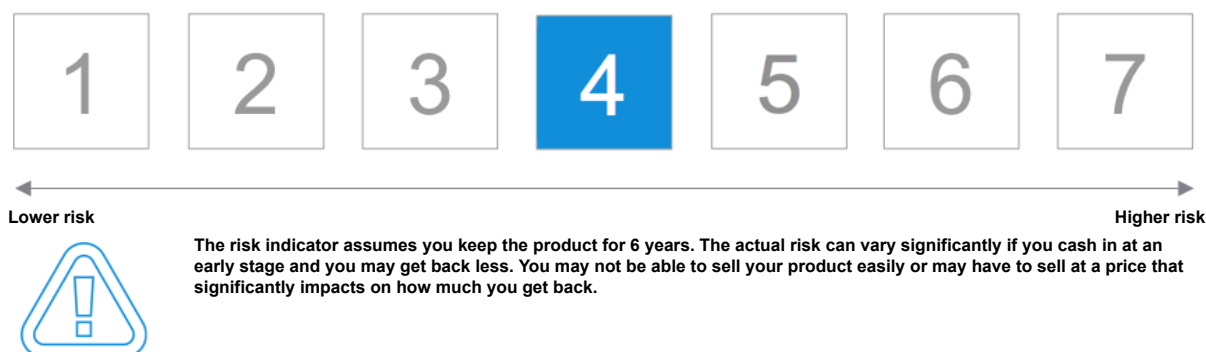 1 2 3 4 5 6 7
Lower risk Higher risk
The risk indicator assumes you keep the product for 6 years. The actual risk can vary significantly if you cash in at an
early stage and you may get back less. You may not be able to sell your product easily or may have to sell at a price that
significantly impacts on how much you get back.